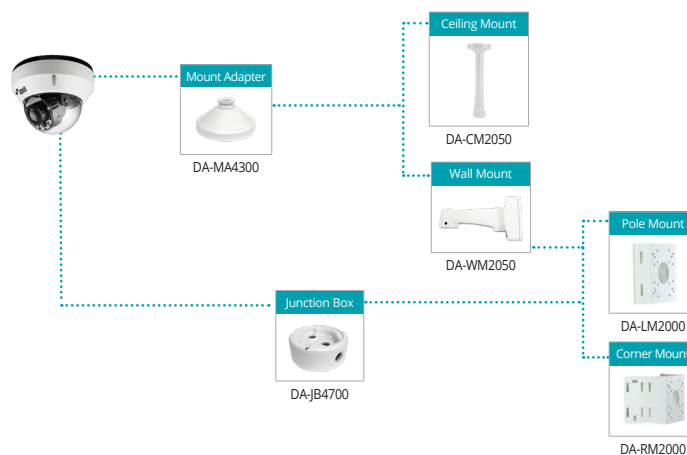 Ceiling Mount
DA-CM2050
Mount Adapter
DA-MA4300
Wall Mount
DA-WM2050
Pole Mount
DA-LM2000
Junction Box
DA-JB4700
Corner Mount
DA-RM2000